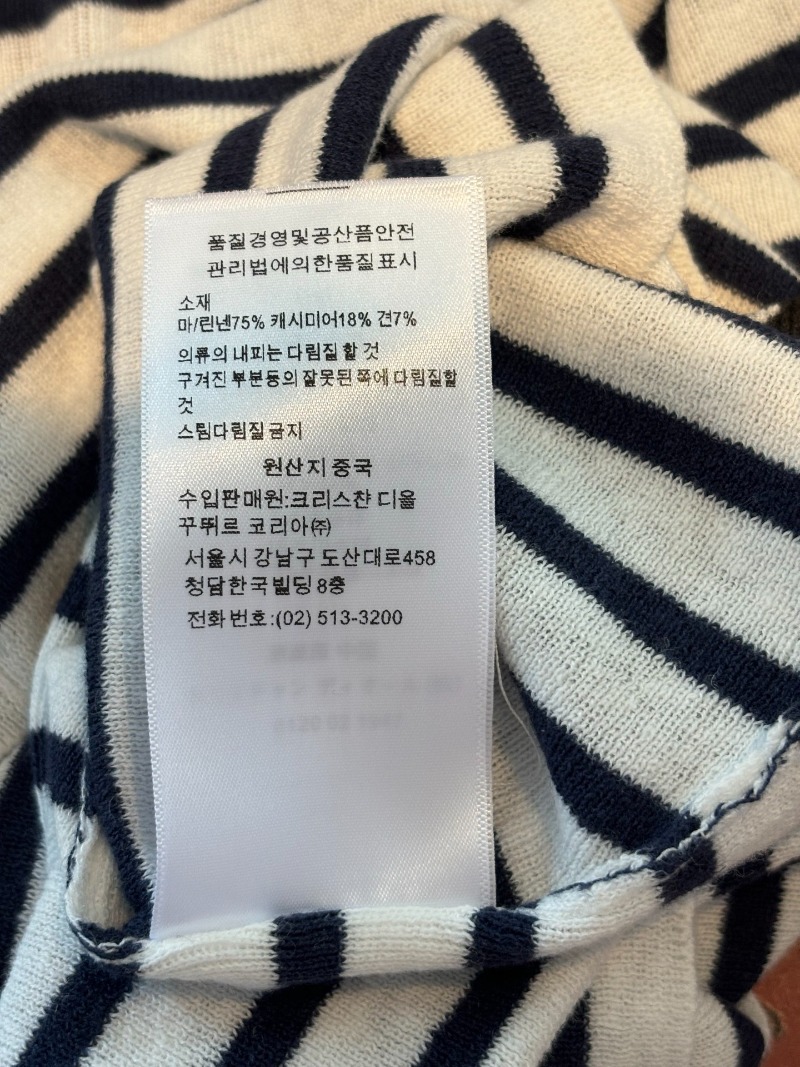 품질경영및공산품안전
관리법에의한품질표시
소재
마/린넨75% 캐시미어18% 견7%
의류의 내피는 다림질할 것
구겨진 부분등의 잘못된 쪽에 다림질할
것
스팀다림질금지
원산지 중국
수입판매원:크리스챤 디올
꾸뛰르 코리아㈜
서울시 강남구 도산대로458
청담한국빌딩 8층
전화번호:(02) 513-3200